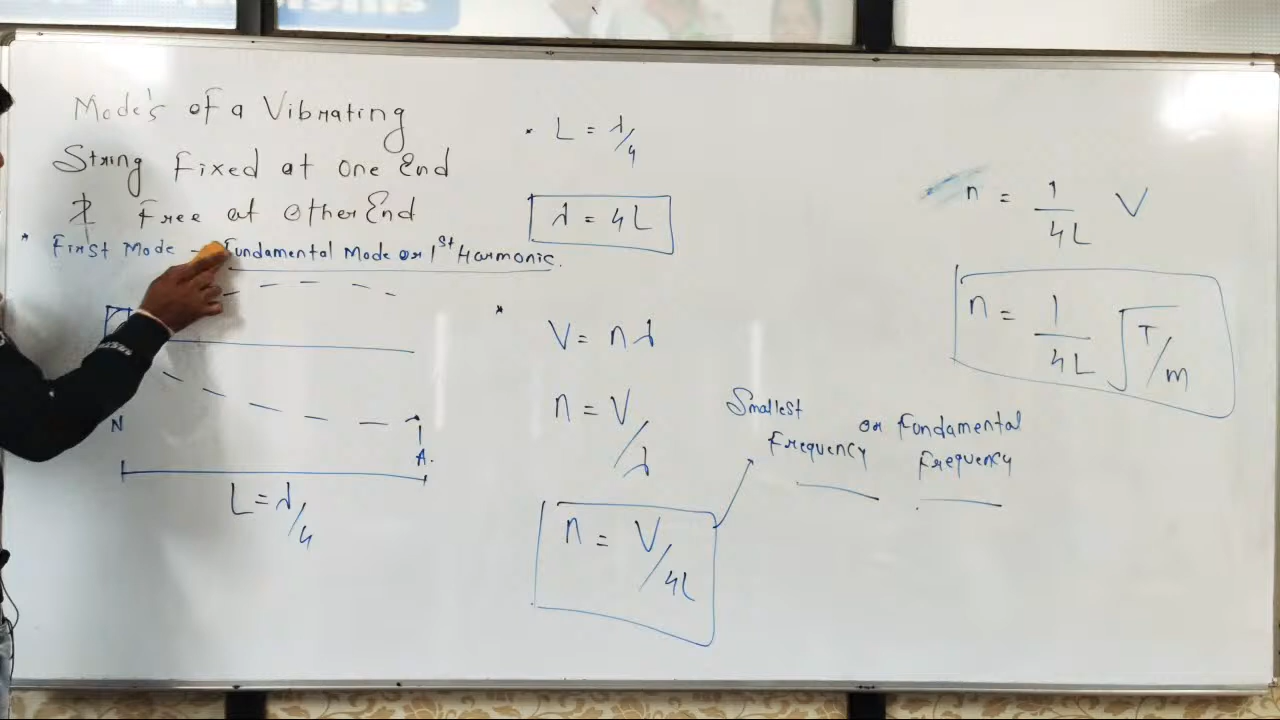 Mode's of a Vibrating
String Fixed at one End
& Free at other End
* First Mode - Fundamental Mode or 1st Harmonic.
N
A.
L = λ/4
* L = λ/4
λ = 4L
*
V = nλ
n = V/λ
n = V/4L
Smallest
Frequency
or Fundamental
Frequency
n = 1/4L V
n = 1/4L √T/m